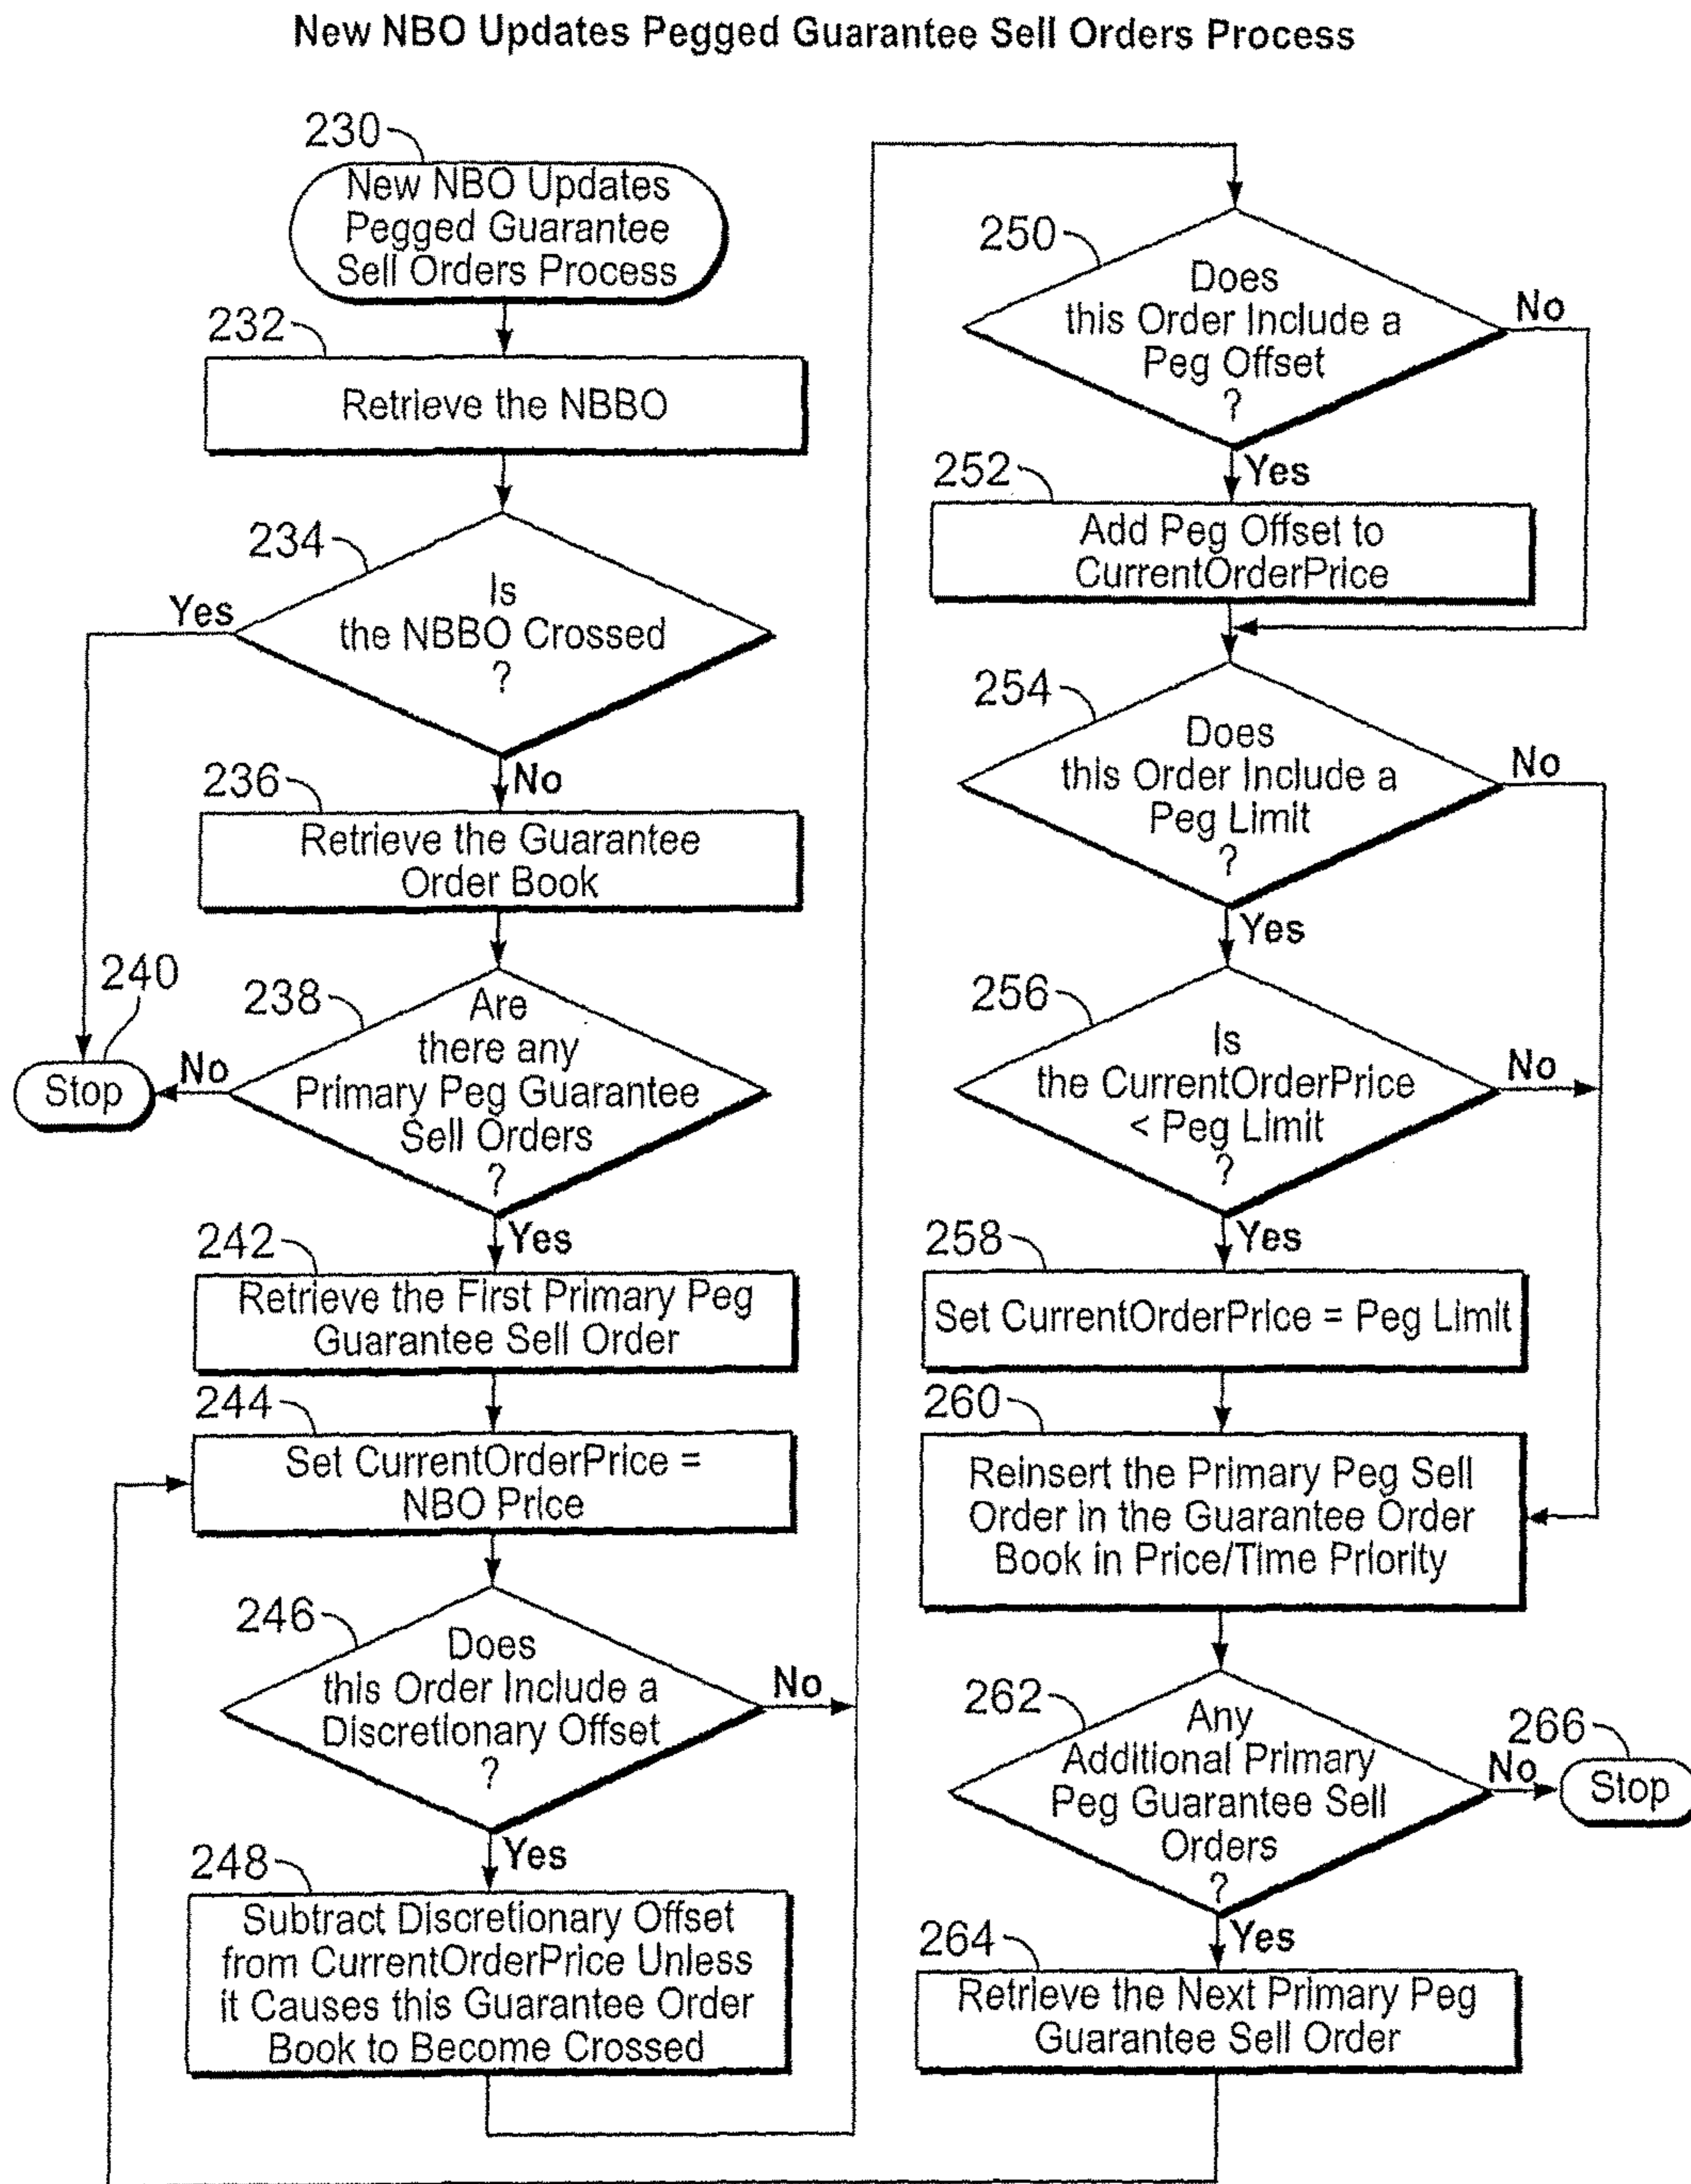 New NBO Updates Pegged Guarantee Sell Orders Process
230
New NBO Updates
Pegged Guarantee
Sell Orders Process
232
Retrieve the NBBO
234
Is
the NBBO Crossed
?
Yes
No
236
Retrieve the Guarantee
Order Book
238
Are
there any
Primary Peg Guarantee
Sell Orders
?
No
240
Stop
Yes
242
Retrieve the First Primary Peg
Guarantee Sell Order
244
Set CurrentOrderPrice =
NBO Price
246
Does
this Order Include a
Discretionary Offset
?
No
Yes
248
Subtract Discretionary Offset
from CurrentOrderPrice Unless
it Causes this Guarantee Order
Book to Become Crossed
250
Does
this Order Include a
Peg Offset
?
No
Yes
252
Add Peg Offset to
CurrentOrderPrice
254
Does
this Order Include a
Peg Limit
?
No
Yes
256
Is
the CurrentOrderPrice
< Peg Limit
?
No
Yes
258
Set CurrentOrderPrice = Peg Limit
260
Reinsert the Primary Peg Sell
Order in the Guarantee Order
Book in Price/Time Priority
262
Any
Additional Primary
Peg Guarantee Sell
Orders
?
No
266
Stop
Yes
264
Retrieve the Next Primary Peg
Guarantee Sell Order